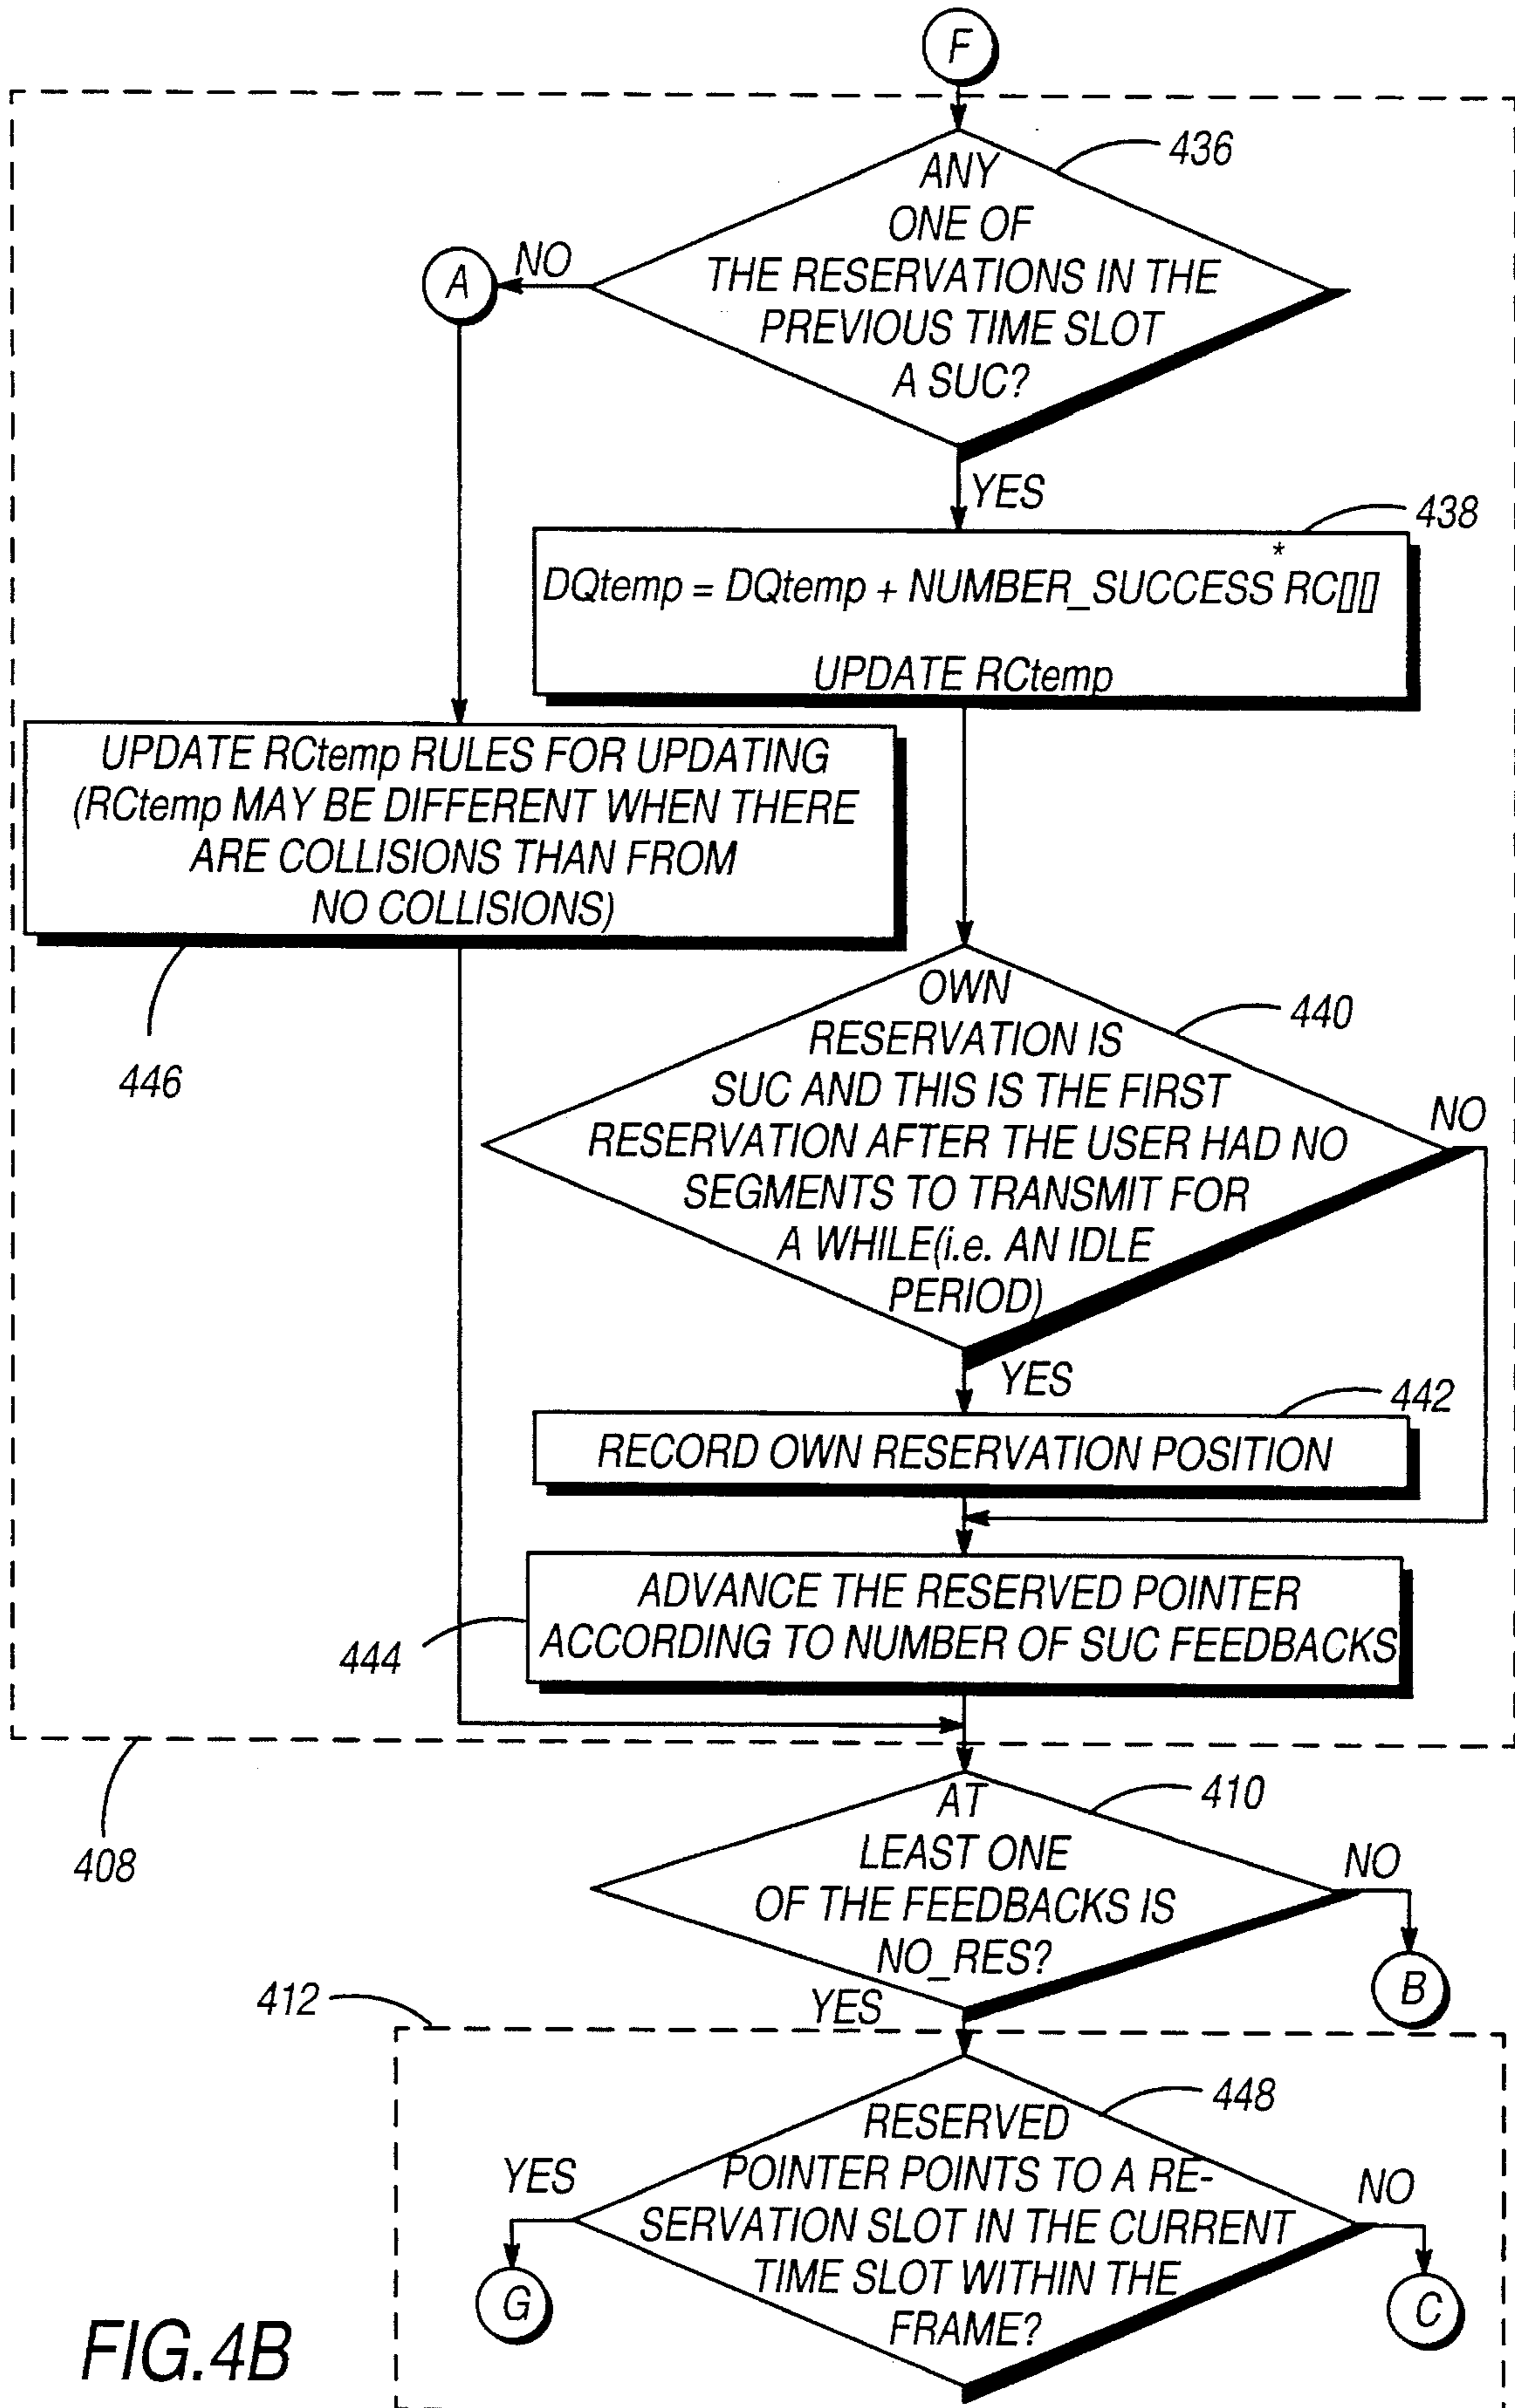 F
436
ANY
ONE OF
THE RESERVATIONS IN THE
PREVIOUS TIME SLOT
A SUC?
NO
A
YES
438
DQtemp = DQtemp + NUMBER_SUCCESS * RC[][]
UPDATE RCtemp
UPDATE RCtemp RULES FOR UPDATING
(RCtemp MAY BE DIFFERENT WHEN THERE
ARE COLLISIONS THAN FROM
NO COLLISIONS)
446
OWN
RESERVATION IS
SUC AND THIS IS THE FIRST
RESERVATION AFTER THE USER HAD NO
SEGMENTS TO TRANSMIT FOR
A WHILE(i.e. AN IDLE
PERIOD)
440
NO
YES
442
RECORD OWN RESERVATION POSITION
ADVANCE THE RESERVED POINTER
ACCORDING TO NUMBER OF SUC FEEDBACKS
444
408
AT
LEAST ONE
OF THE FEEDBACKS IS
NO_RES?
410
NO
B
YES
412
448
RESERVED
POINTER POINTS TO A RE-
SERVATION SLOT IN THE CURRENT
TIME SLOT WITHIN THE
FRAME?
YES
G
NO
C
FIG.4B